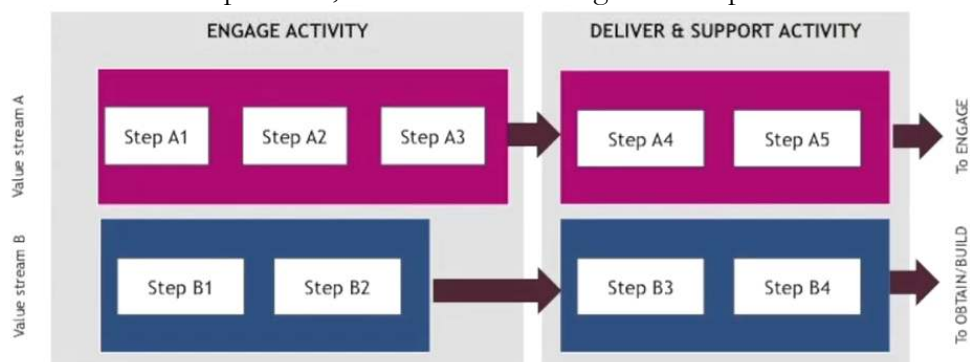 ENGAGE ACTIVITY
DELIVER & SUPPORT ACTIVITY
Value stream A
Step A1
Step A2
Step A3
Step A4
Step A5
To ENGAGE
Value stream B
Step B1
Step B2
Step B3
Step B4
To OBTAIN/BUILD